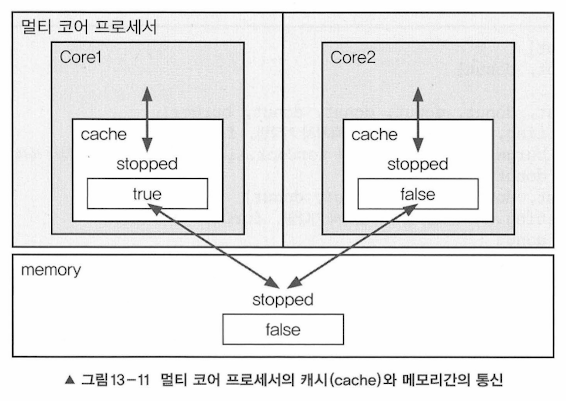 멀티 코어 프로세서
Core1
Core2
cache
stopped
true
cache
stopped
false
memory
stopped
false
▲ 그림13-11 멀티 코어 프로세서의 캐시(cache)와 메모리간의 통신